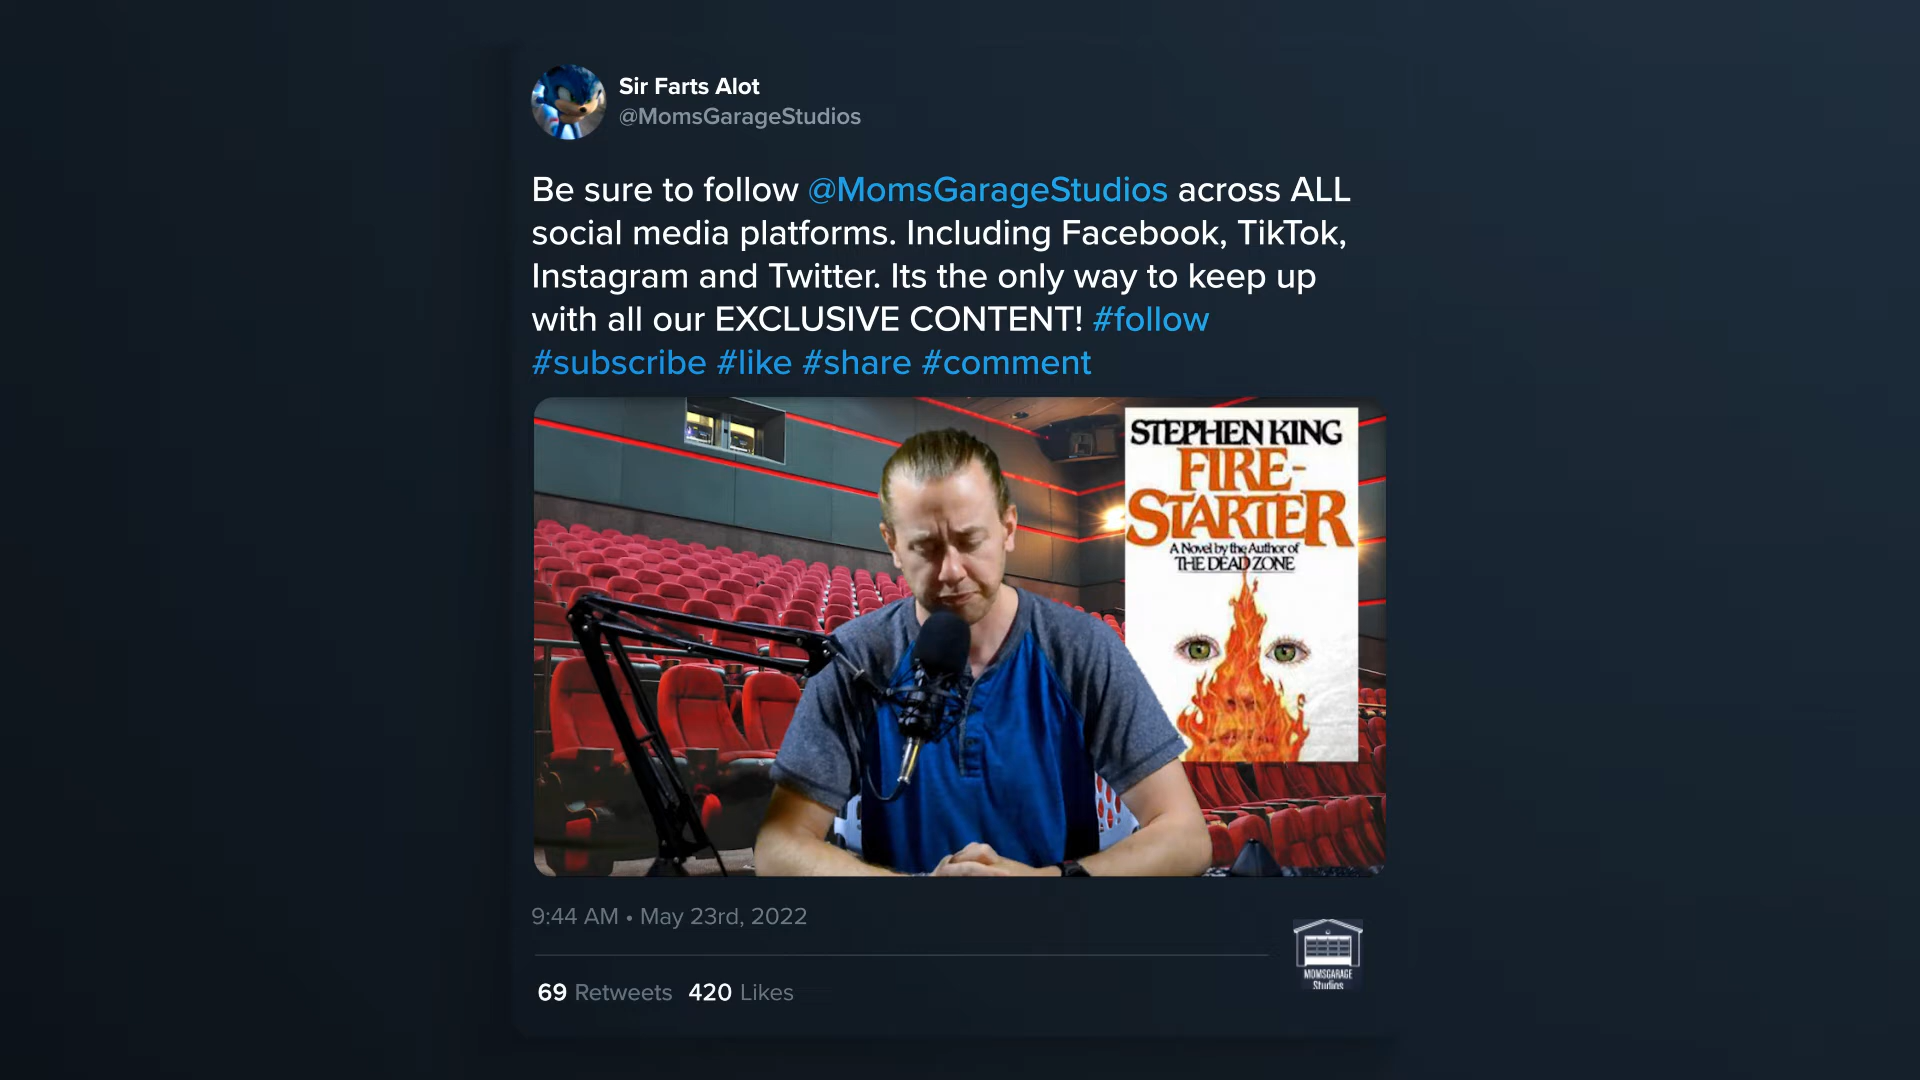 Sir Farts Alot
@MomsGarageStudios
Be sure to follow @MomsGarageStudios across ALL
social media platforms. Including Facebook, TikTok,
Instagram and Twitter. Its the only way to keep up
with all our EXCLUSIVE CONTENT! #follow
#subscribe #like #share #comment
STEPHEN KING
FIRE-
STARTER
A Novel by the Author of
THE DEAD ZONE
9:44 AM • May 23rd, 2022
MOMSGARAGE
Studios
69 Retweets 420 Likes